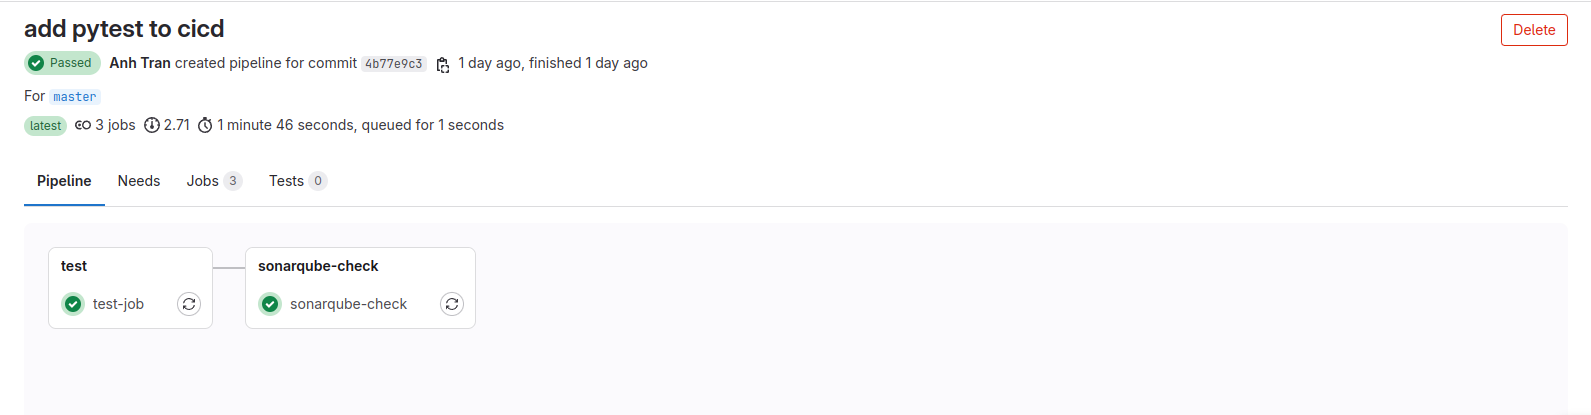 add pytest to cicd
Delete
Passed Anh Tran created pipeline for commit 4b77e9c3 1 day ago, finished 1 day ago
For master
latest 3 jobs 2.71 1 minute 46 seconds, queued for 1 seconds
Pipeline Needs Jobs 3 Tests 0
test sonarqube-check
test-job sonarqube-check